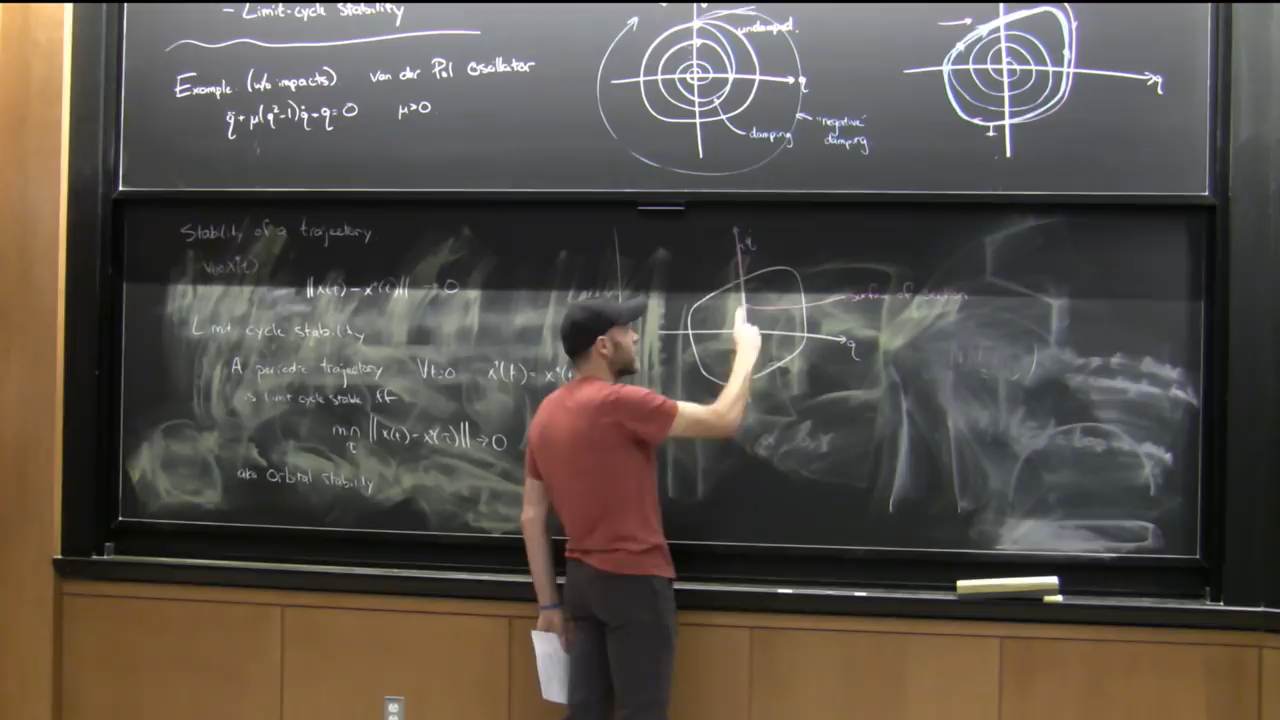 - Limit-cycle Stability
Example (w/o impacts). van der Pol Oscillator
q̈ + μ(q²-1)q̇ + q = 0 μ>0
undamped.
q
damping
"negative" damping
q
Stability of a trajectory
||x(t) - x*(t)|| → 0
Limit cycle stability
A periodic trajectory ∀t≥0 x*(t) = x*(t
is limit cycle stable iff
min τ ||x(t) - x*(τ)|| → 0
aka Orbital stability
q̇
surface of section
q